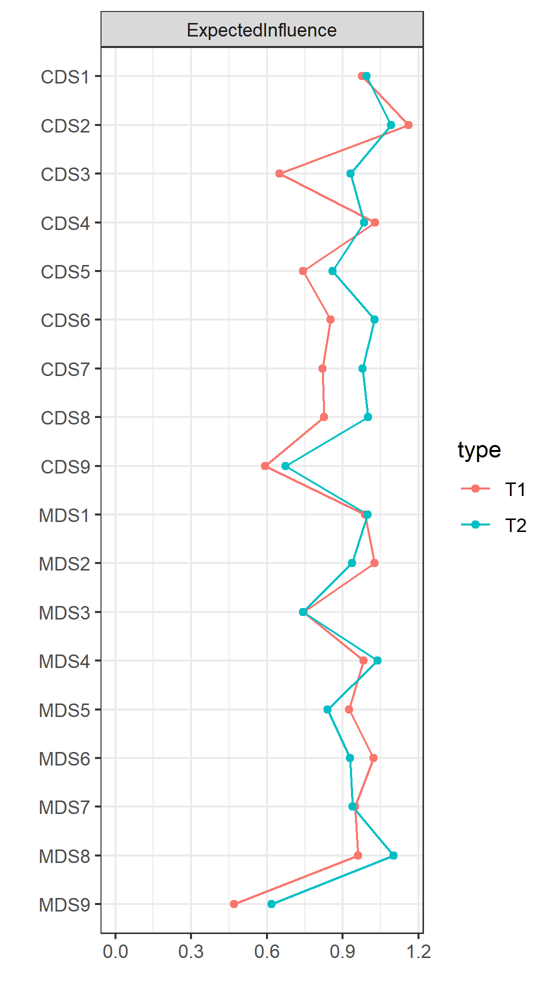 ExpectedInfluence
CDS1
CDS2
CDS3
CDS4
CDS5
CDS6
CDS7
CDS8
CDS9
MDS1
MDS2
MDS3
MDS4
MDS5
MDS6
MDS7
MDS8
MDS9
0.0 0.3 0.6 0.9 1.2
type
T1
T2